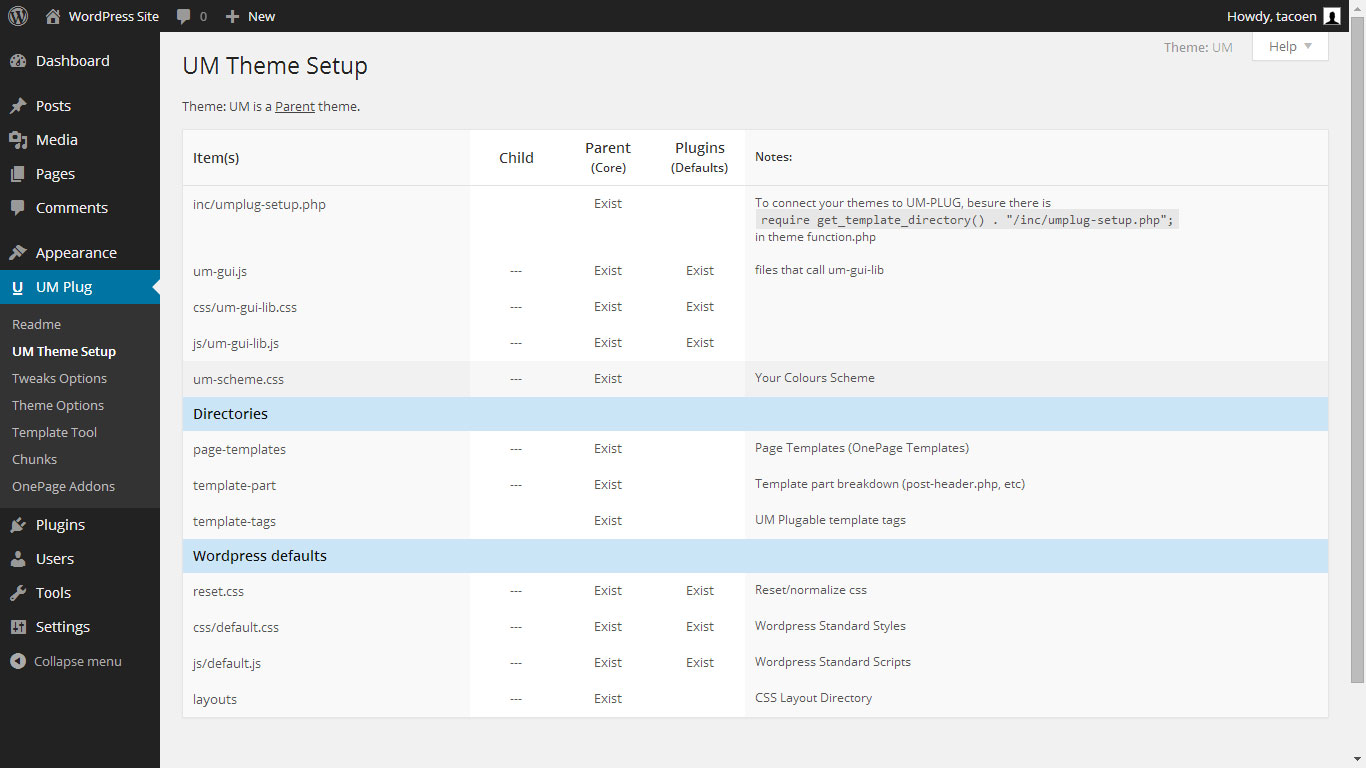 WordPress Site 0 New Howdy, tacoen
Dashboard
Posts
Media
Pages
Comments
Appearance
U UM Plug
Readme
UM Theme Setup
Tweaks Options
Theme Options
Template Tool
Chunks
OnePage Addons
Plugins
Users
Tools
Settings
Collapse menu
Theme: UM Help
UM Theme Setup
Theme: UM is a Parent theme.
Item(s) Child Parent (Core) Plugins (Defaults) Notes:
inc/umplug-setup.php Exist To connect your themes to UM-PLUG, besure there is
require get_template_directory() . "/inc/umplug-setup.php";
in theme function.php
um-gui.js --- Exist Exist files that call um-gui-lib
css/um-gui-lib.css --- Exist Exist
js/um-gui-lib.js --- Exist Exist
um-scheme.css --- Exist Your Colours Scheme
Directories
page-templates --- Exist Page Templates (OnePage Templates)
template-part --- Exist Template part breakdown (post-header.php, etc)
template-tags Exist UM Plugable template tags
Wordpress defaults
reset.css --- Exist Exist Reset/normalize css
css/default.css --- Exist Exist Wordpress Standard Styles
js/default.js --- Exist Exist Wordpress Standard Scripts
layouts --- Exist CSS Layout Directory